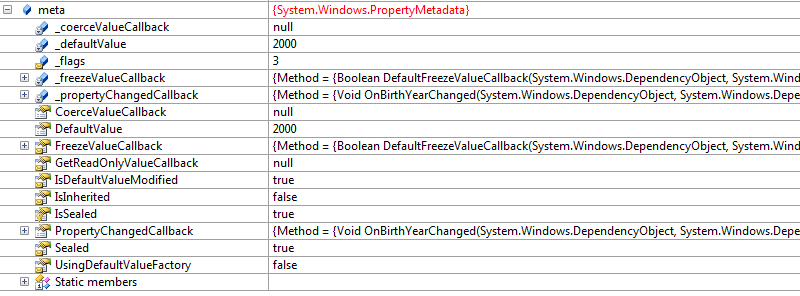 meta {System.Windows.PropertyMetadata}
_coerceValueCallback null
_defaultValue 2000
_flags 3
_freezeValueCallback {Method = {Boolean DefaultFreezeValueCallback(System.Windows.DependencyObject, System.Wind
_propertyChangedCallback {Method = {Void OnBirthYearChanged(System.Windows.DependencyObject, System.Windows.Depe
CoerceValueCallback null
DefaultValue 2000
FreezeValueCallback {Method = {Boolean DefaultFreezeValueCallback(System.Windows.DependencyObject, System.Wind
GetReadOnlyValueCallback null
IsDefaultValueModified true
IsInherited false
IsSealed true
PropertyChangedCallback {Method = {Void OnBirthYearChanged(System.Windows.DependencyObject, System.Windows.Depe
Sealed true
UsingDefaultValueFactory false
Static members